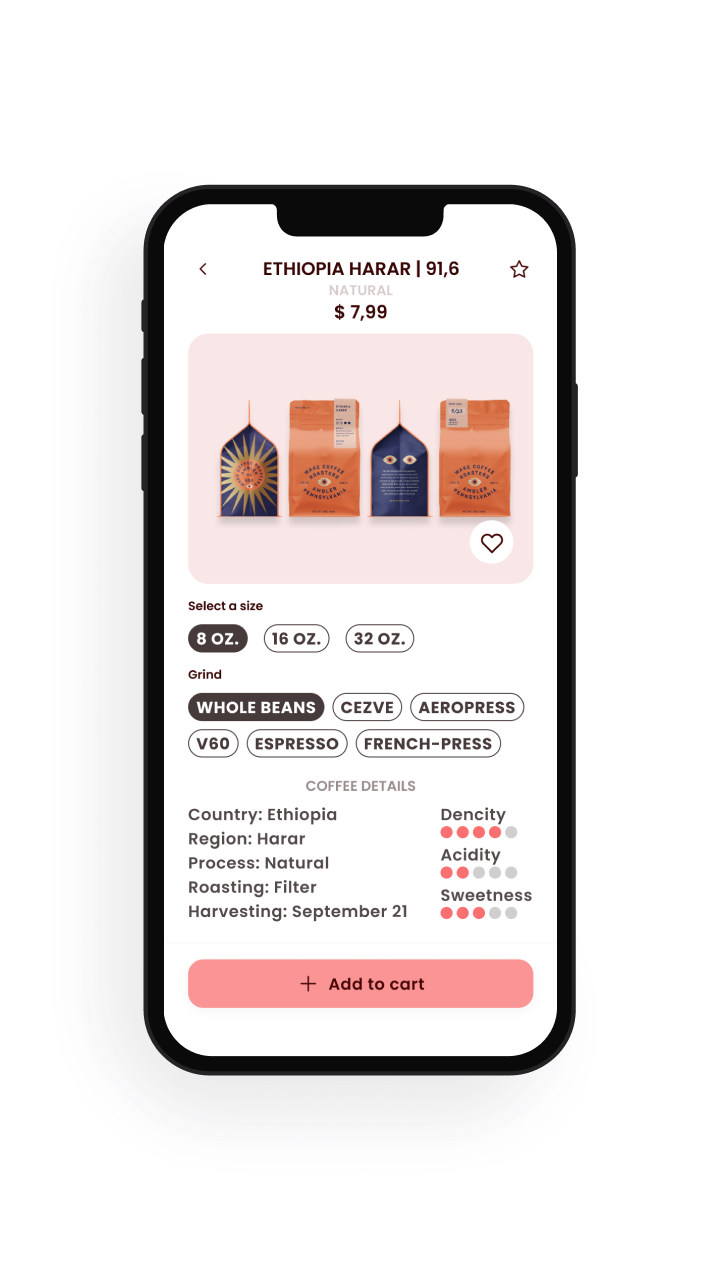 ETHIOPIA HARAR | 91,6
NATURAL
$ 7,99
WAKE COFFEE
ROASTERS
AMBLER
PENNSYLVANIA
WAKE COFFEE
ROASTERS
AMBLER
PENNSYLVANIA
Select a size
8 OZ.
16 OZ.
32 OZ.
Grind
WHOLE BEANS
CEZVE
AEROPRESS
V60
ESPRESSO
FRENCH-PRESS
COFFEE DETAILS
Country: Ethiopia
Region: Harar
Process: Natural
Roasting: Filter
Harvesting: September 21
Dencity
Acidity
Sweetness
Add to cart